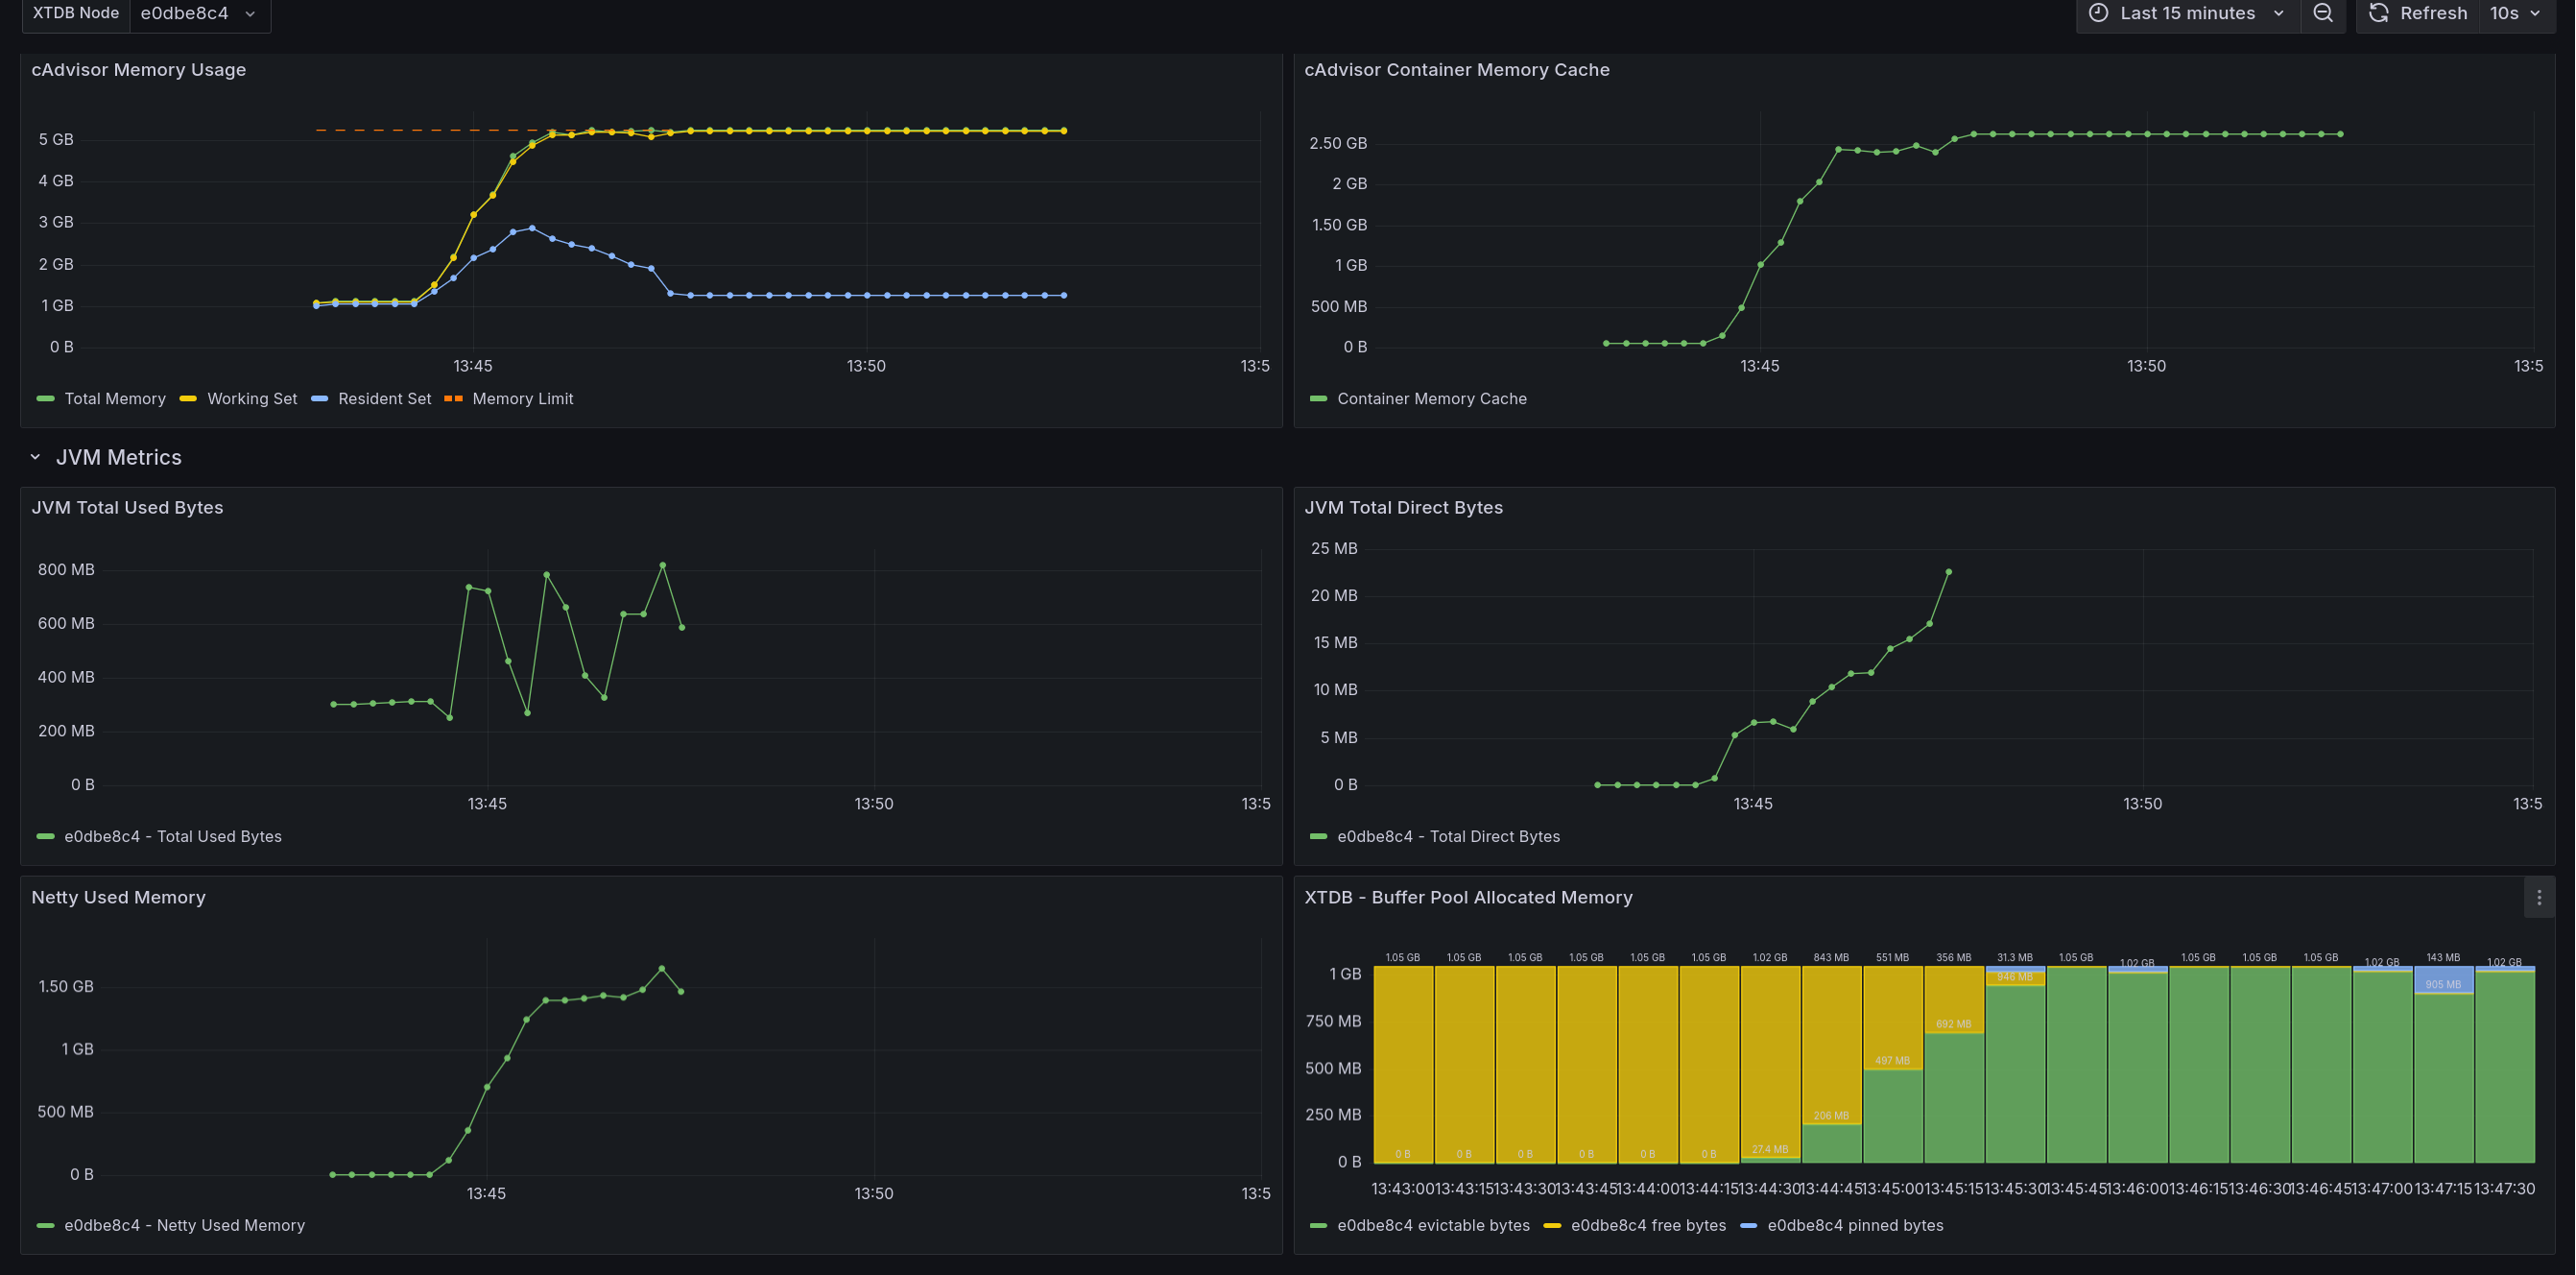 XTDB Node e0dbe8c4 Last 15 minutes Refresh 10s
cAdvisor Memory Usage
5 GB
4 GB
3 GB
2 GB
1 GB
0 B
13:45 13:50 13:5
Total Memory Working Set Resident Set Memory Limit
cAdvisor Container Memory Cache
2.50 GB
2 GB
1.50 GB
1 GB
500 MB
0 B
13:45 13:50 13:5
Container Memory Cache
JVM Metrics
JVM Total Used Bytes
800 MB
600 MB
400 MB
200 MB
0 B
13:45 13:50 13:5
e0dbe8c4 - Total Used Bytes
JVM Total Direct Bytes
25 MB
20 MB
15 MB
10 MB
5 MB
0 B
13:45 13:50 13:5
e0dbe8c4 - Total Direct Bytes
Netty Used Memory
1.50 GB
1 GB
500 MB
0 B
13:45 13:50 13:5
e0dbe8c4 - Netty Used Memory
XTDB - Buffer Pool Allocated Memory
1.05 GB 1.05 GB 1.05 GB 1.05 GB 1.05 GB 1.05 GB 1.02 GB 843 MB 551 MB 356 MB 31.3 MB 1.05 GB 1.02 GB 1.05 GB 1.05 GB 1.05 GB 1.02 GB 143 MB 1.02 GB
1 GB 946 MB 905 MB
750 MB 692 MB
500 MB 497 MB
250 MB 206 MB
0 B 0 B 0 B 0 B 0 B 0 B 0 B 27.4 MB
13:43:00 13:43:15 13:43:30 13:43:45 13:44:00 13:44:15 13:44:30 13:44:45 13:45:00 13:45:15 13:45:30 13:45:45 13:46:00 13:46:15 13:46:30 13:46:45 13:47:00 13:47:15 13:47:30
e0dbe8c4 evictable bytes e0dbe8c4 free bytes e0dbe8c4 pinned bytes